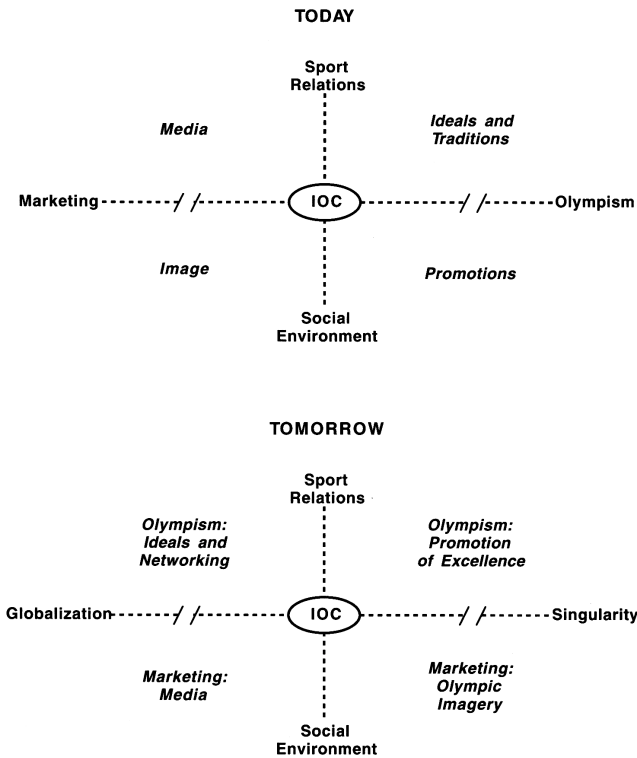 TODAY
Sport
Relations
Media
Ideals and
Traditions
Marketing
IOC
Olympism
Image
Promotions
Social
Environment
TOMORROW
Sport
Relations
Olympism:
Ideals and
Networking
Olympism:
Promotion
of Excellence
Globalization
IOC
Singularity
Marketing:
Media
Marketing:
Olympic
Imagery
Social
Environment